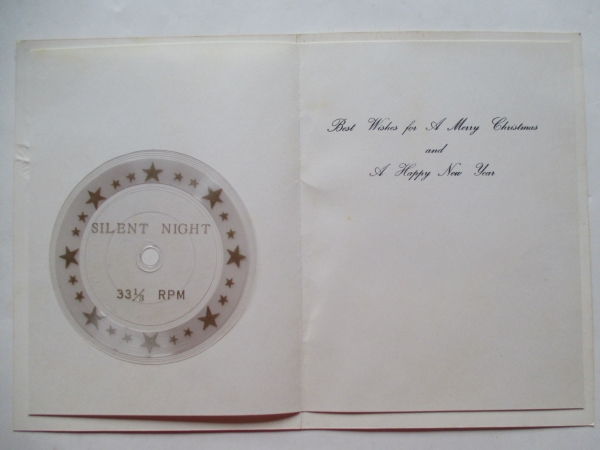 SILENT NIGHT
33⅓ RPM
Best Wishes for A Merry Christmas
and
A Happy New Year